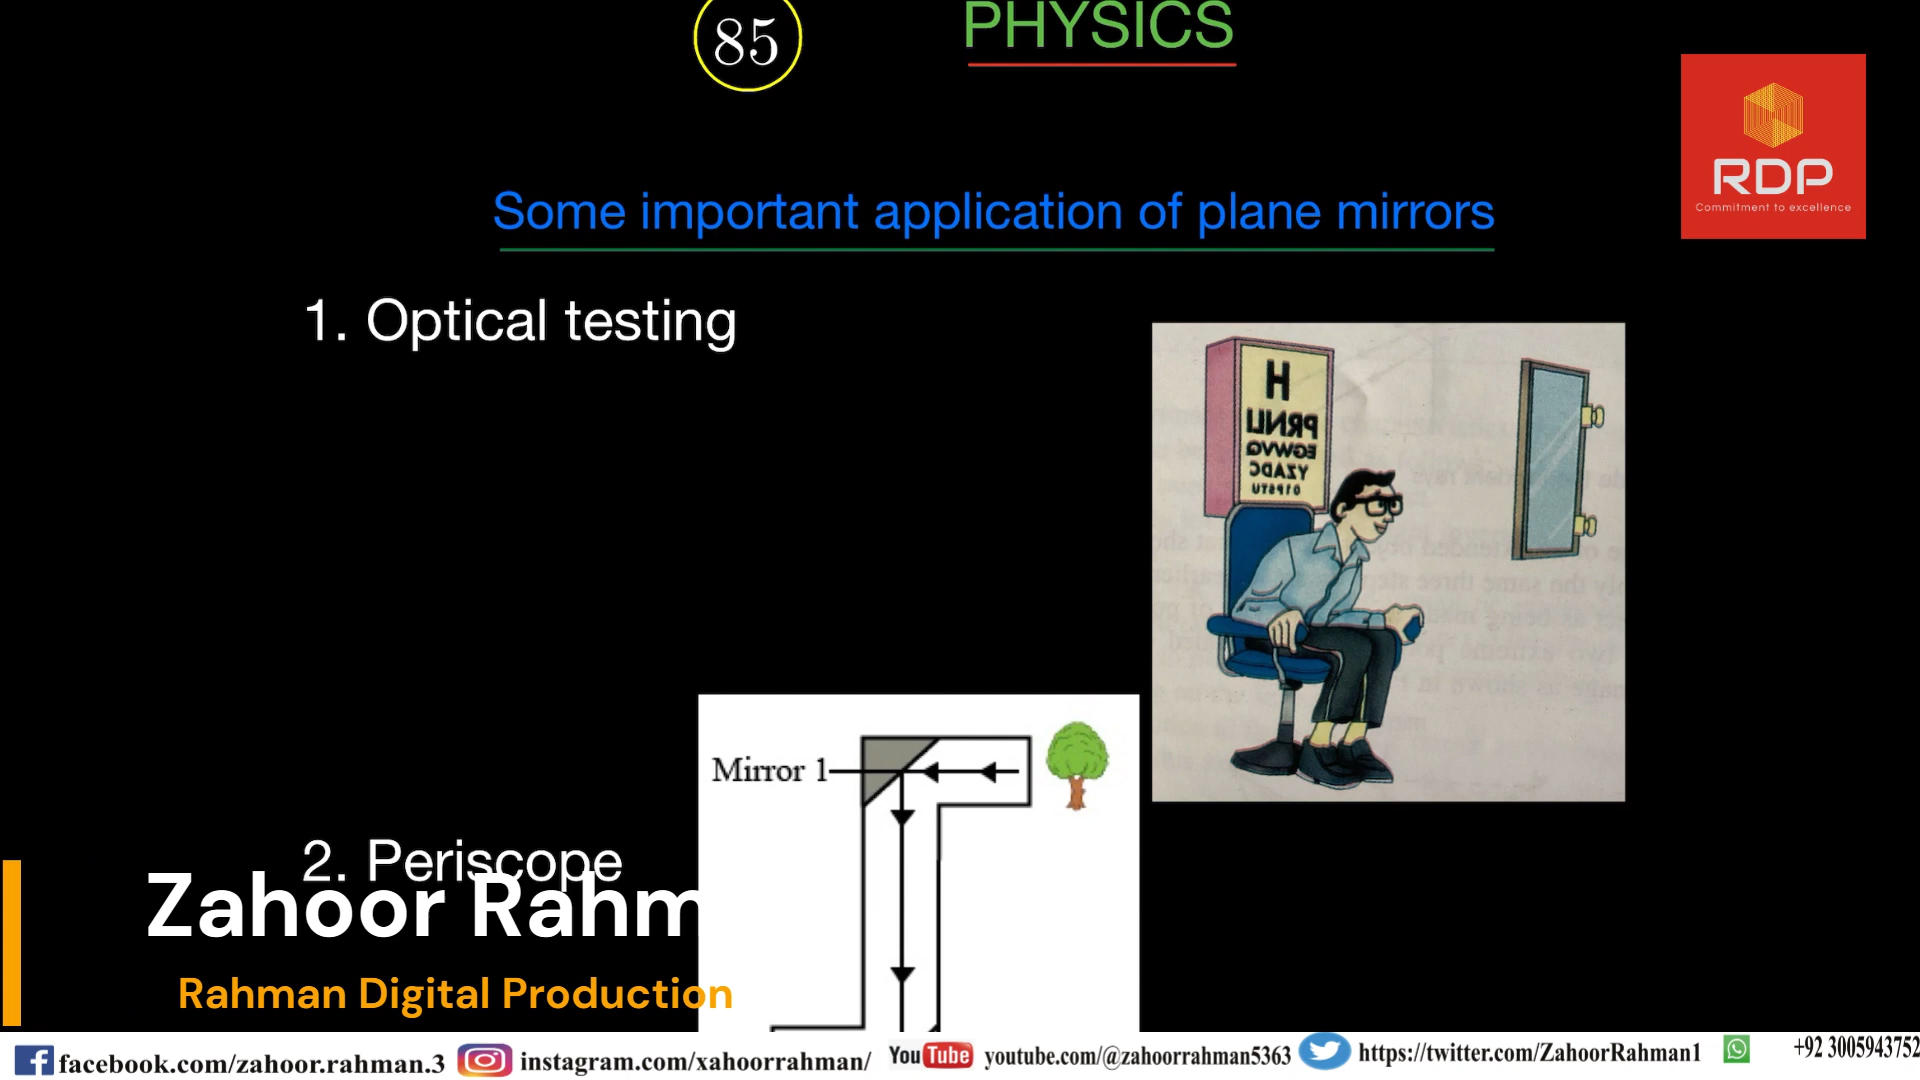 85
PHYSICS
RDP
Commitment to excellence
Some important application of plane mirrors
1. Optical testing
H
Mirror 1
2. Periscope
Zahoor Rahm
Rahman Digital Production
facebook.com/zahoor.rahman.3
instagram.com/xahoorrahman/
YouTube youtube.com/@zahoorrahman5363
https://twitter.com/ZahoorRahman1
+92 3005943752